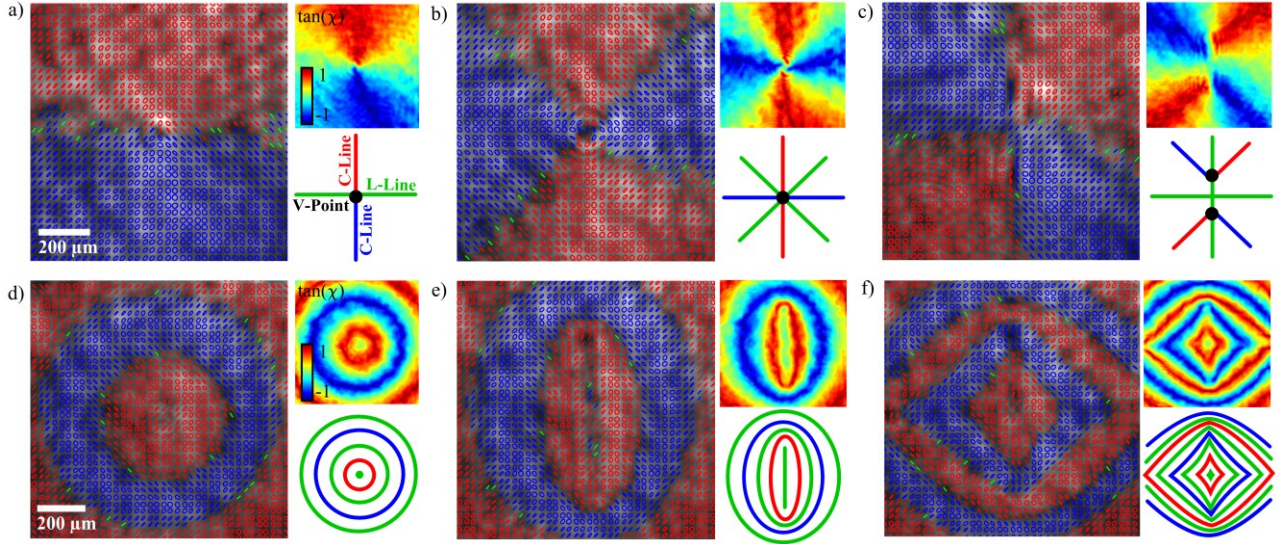 a)
tan(χ)
1
-1
C-Line
L-Line
V-Point
C-Line
200 µm
b)
c)
d)
tan(χ)
1
-1
200 µm
e)
f)